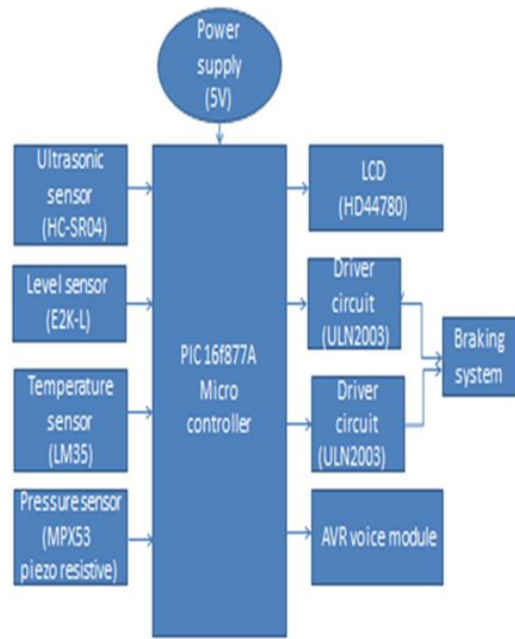 Power
supply
(5V)
Ultrasonic
sensor
(HC-SR04)
Level sensor
(E2K-L)
Temperature
sensor
(LM35)
Pressure sensor
(MPX53
piezo resistive)
PIC 16f877A
Micro
controller
LCD
(HD44780)
Driver
circuit
(ULN2003)
Driver
circuit
(ULN2003)
AVR voice module
Braking
system